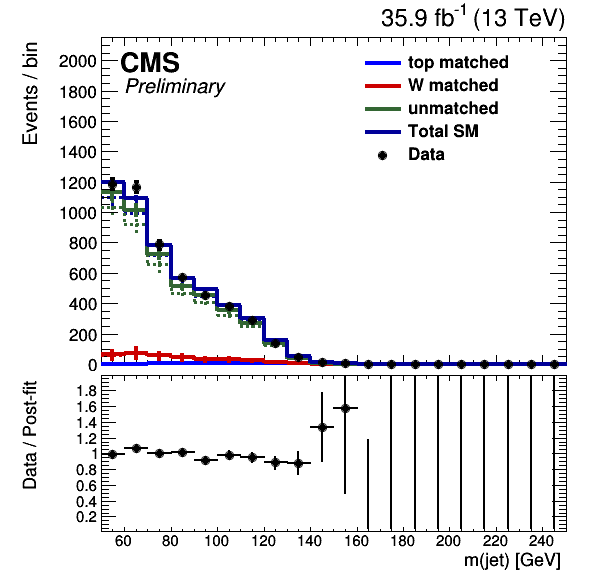 35.9 fb-1 (13 TeV)
CMS
Preliminary
top matched
W matched
unmatched
Total SM
Data
Events / bin
2000
1800
1600
1400
1200
1000
800
600
400
200
0
Data / Post-fit
1.8
1.6
1.4
1.2
1
0.8
0.6
0.4
0.2
60 80 100 120 140 160 180 200 220 240
m(jet) [GeV]